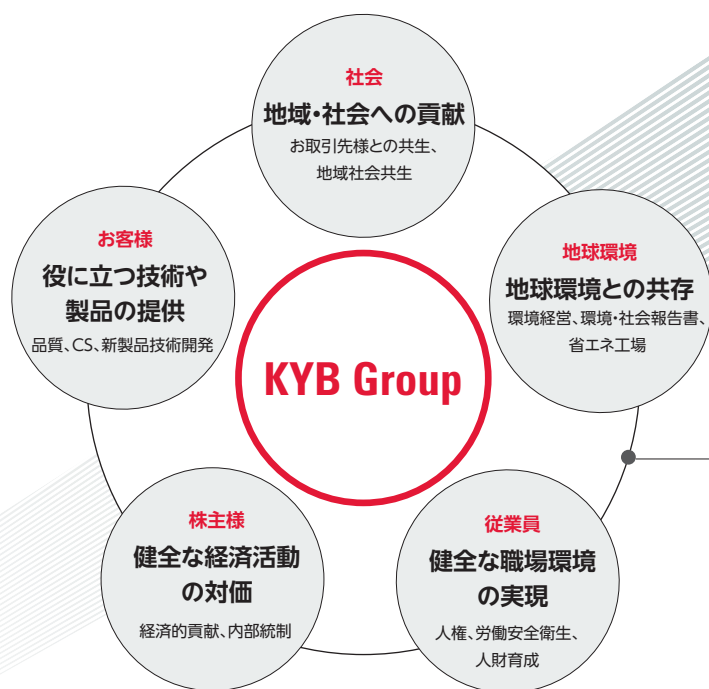 社会
地域・社会への貢献
お取引先様との共生、
地域社会共生
お客様
役に立つ技術や
製品の提供
品質、CS、新製品技術開発
地球環境
地球環境との共存
環境経営、環境・社会報告書、
省エネ工場
KYB Group
株主様
健全な経済活動
の対価
経済的貢献、内部統制
従業員
健全な職場環境
の実現
人権、労働安全衛生、
人財育成